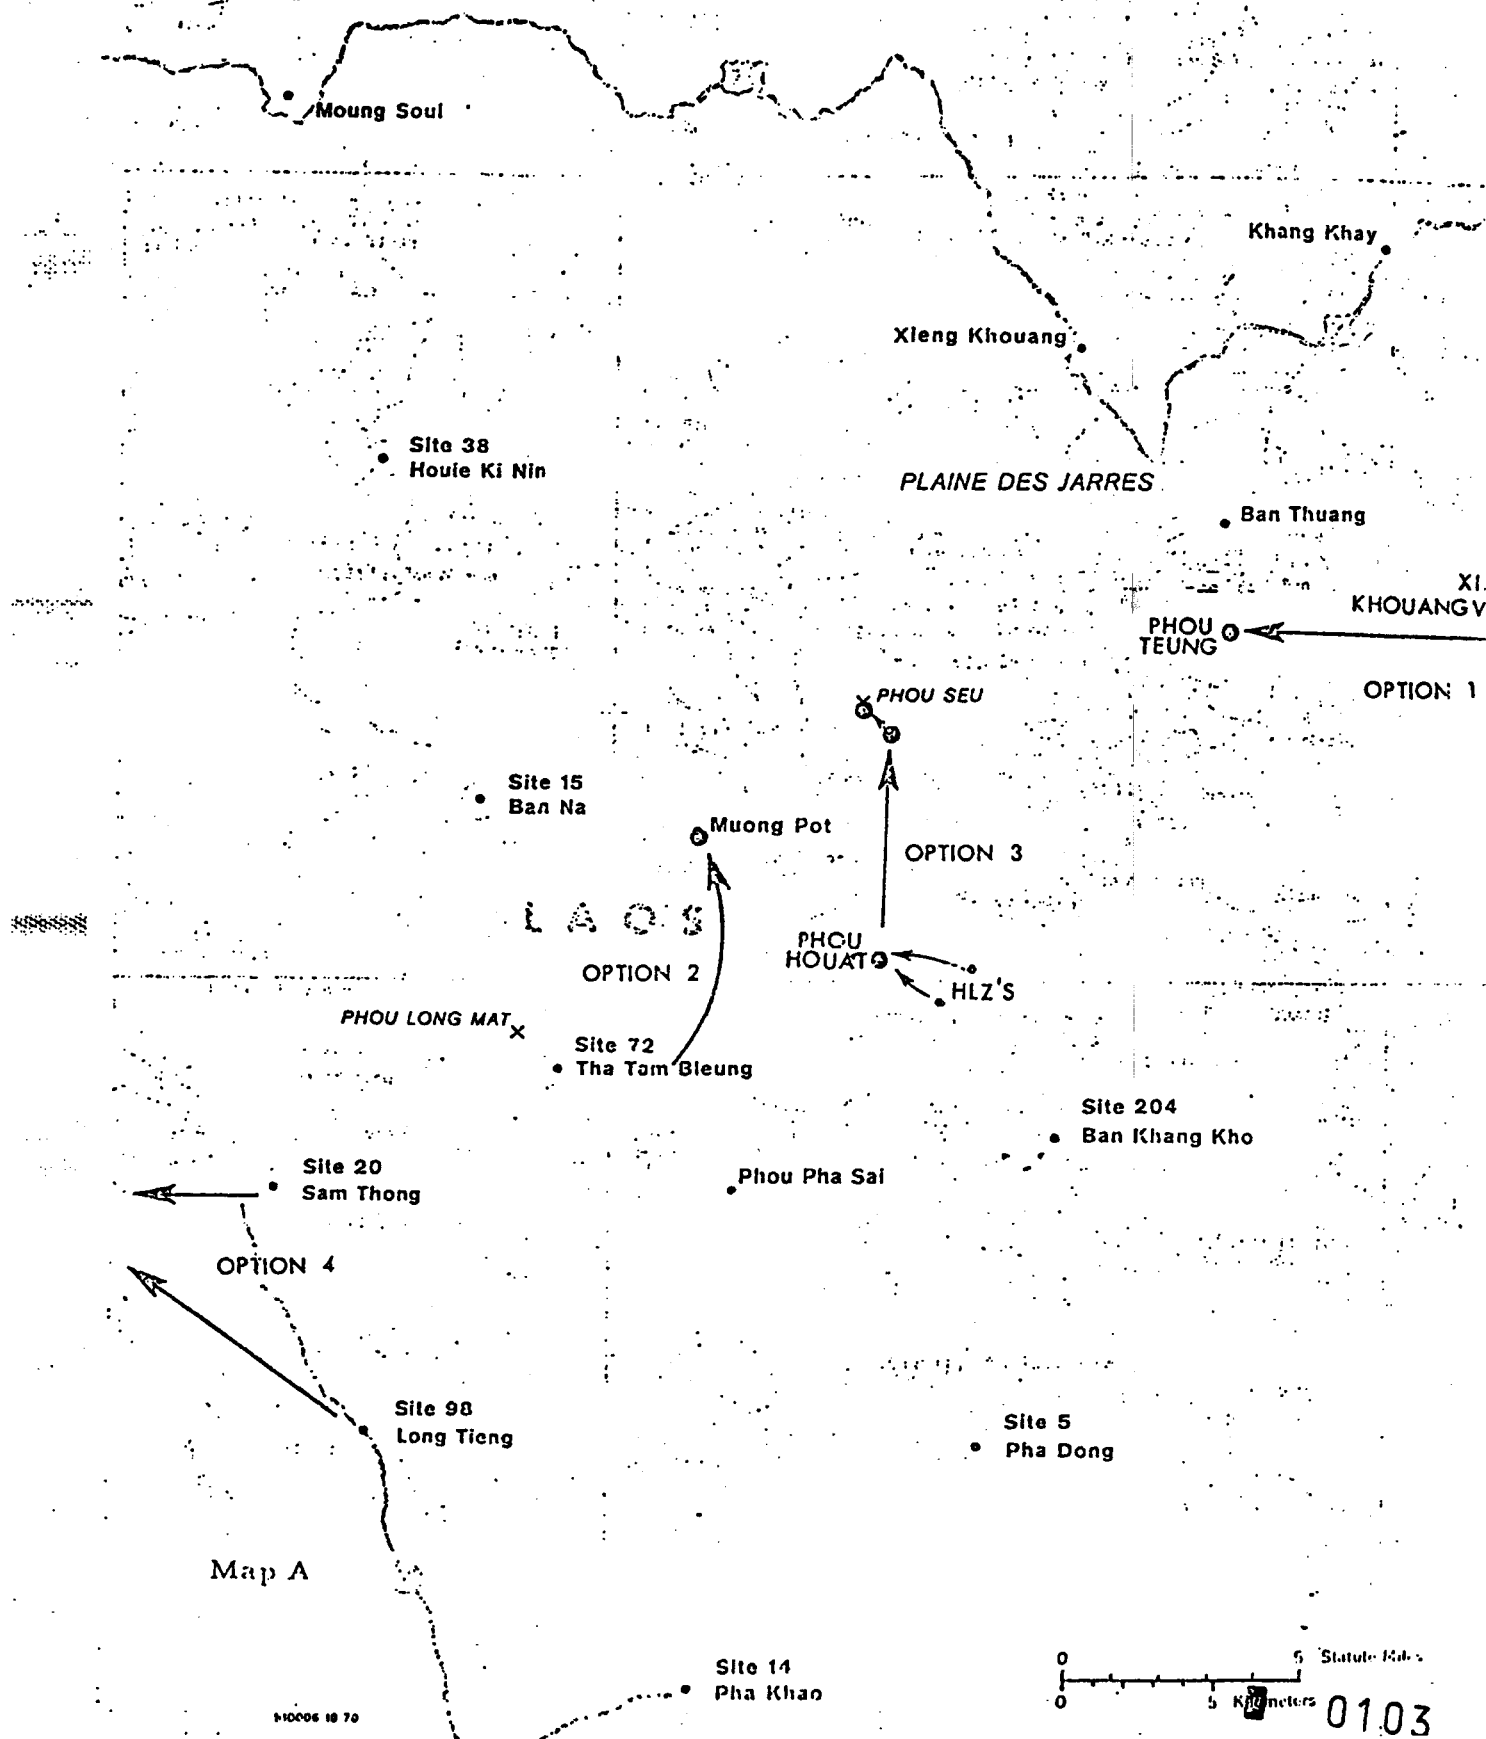 Moung Soui
Khang Khay
Xieng Khouang
Site 38
Houie Ki Nin
PLAINE DES JARRES
Ban Thuang
XI.
KHOUANGV
PHOU
TEUNG
OPTION 1
PHOU SEU
Site 15
Ban Na
Muong Pot
OPTION 3
LAOS
PHOU
HOUAT
OPTION 2
HLZ'S
PHOU LONG MAT
Site 72
Tha Tam Bleung
Site 204
Ban Khang Kho
Site 20
Sam Thong
Phou Pha Sai
OPTION 4
Site 98
Long Tieng
Site 5
Pha Dong
Map A
Site 14
Pha Khao
0 5 Statute Miles
0 5 Kilometers
0103